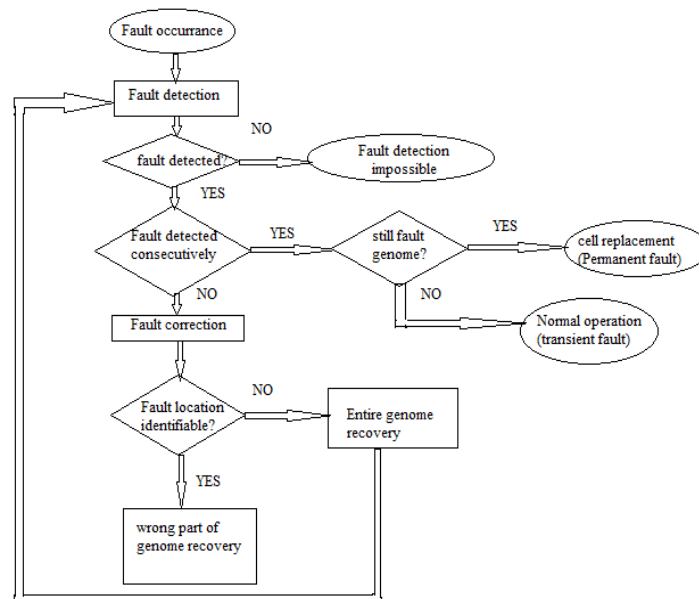 Fault occurrance
Fault detection
NO
fault detected?
Fault detection
impossible
YES
Fault detected
consecutively
YES
still fault
genome?
YES
cell replacement
(Permanent fault)
NO
NO
Fault correction
Normal operation
(transient fault)
Fault location
identifiable?
NO
Entire genome
recovery
YES
wrong part of
genome recovery